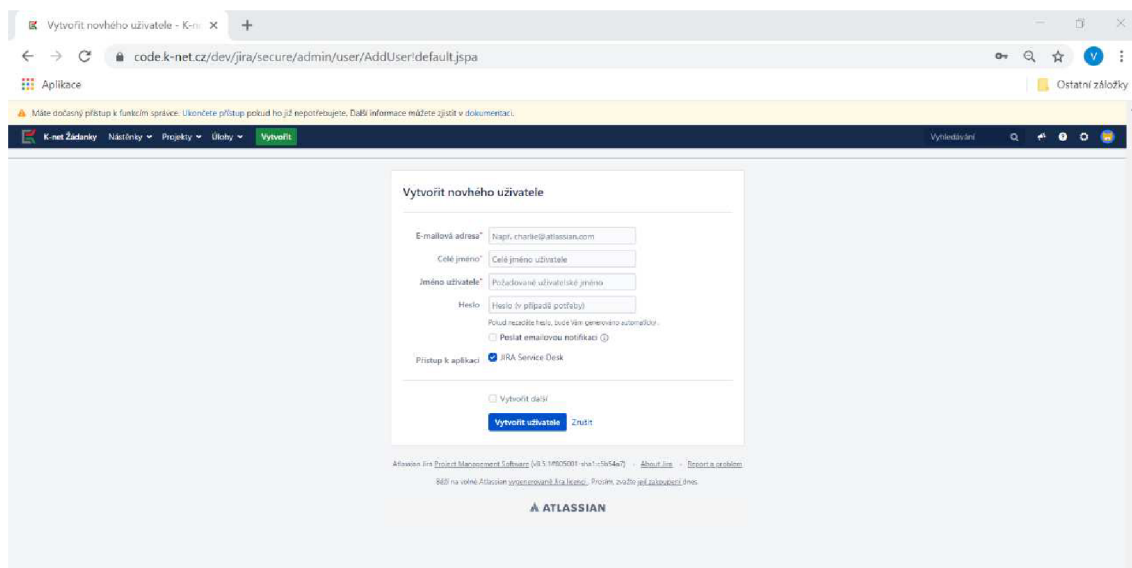 Vytvořit novhého uživatele - K-n
code.k-net.cz/dev/jira/secure/admin/user/AddUser!default.jspa
V
Aplikace
Ostatní záložky
Máte dočasný přístup k funkcím správce. Ukončete přístup pokud ho již nepotřebujete. Další informace můžete zjistit v dokumentaci.
K-net Žádanky Nástěnky Projekty Úlohy Vytvořit Vyhledávání
Vytvořit novhého uživatele
E-mailová adresa* Např. charlie@atlassian.com
Celé jméno* Celé jméno uživatele
Jméno uživatele* Požadované uživatelské jméno
Heslo Heslo (v případě potřeby)
Pokud nezadáte heslo, bude Vám generováno automaticky.
Poslat emailovou notifikaci
Přístup k aplikaci JIRA Service Desk
Vytvořit další
Vytvořit uživatele Zrušit
Atlassian Jira Project Management Software About Jira Report a problem
Běží na volné Atlassian vygenerované Jira licenci. Prosím, zvažte její zakoupení dnes.
ATLASSIAN